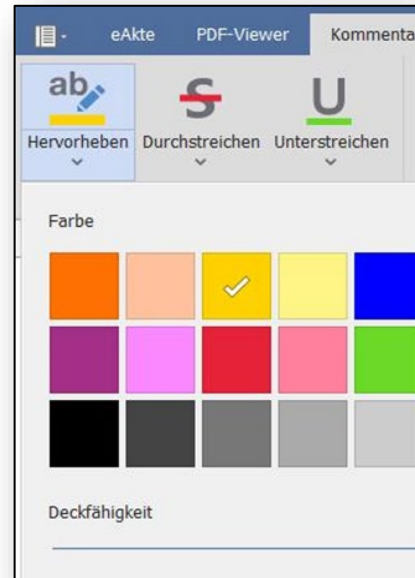 eAkte PDF-Viewer Kommenta
ab S U
Hervorheben Durchstreichen Unterstreichen
Farbe
Deckfähigkeit